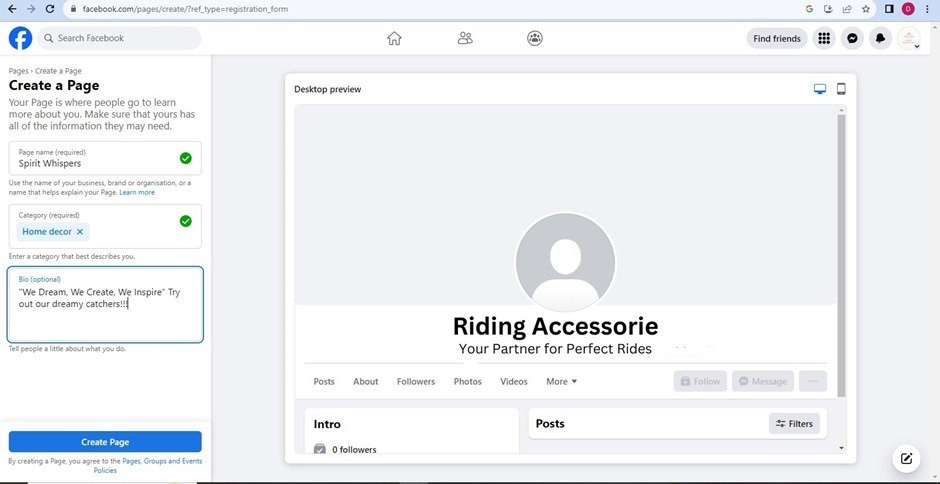 facebook.com/pages/create/?ref_type=registration_form
D
Search Facebook
Find friends
Pages › Create a Page
Create a Page
Your Page is where people go to learn
more about you. Make sure that yours has
all of the information they may need.
Page name (required)
Spirit Whispers
Use the name of your business, brand or organisation, or a
name that helps explain your Page. Learn more
Category (required)
Home decor ×
Enter a category that best describes you.
Bio (optional)
"We Dream, We Create, We Inspire" Try
out our dreamy catchers!!!
Tell people a little about what you do.
Create Page
By creating a Page, you agree to the Pages, Groups and Events
Policies
Desktop preview
Riding Accessorie
Your Partner for Perfect Rides
Posts About Followers Photos Videos More
Follow Message ...
Intro
0 followers
Posts
Filters